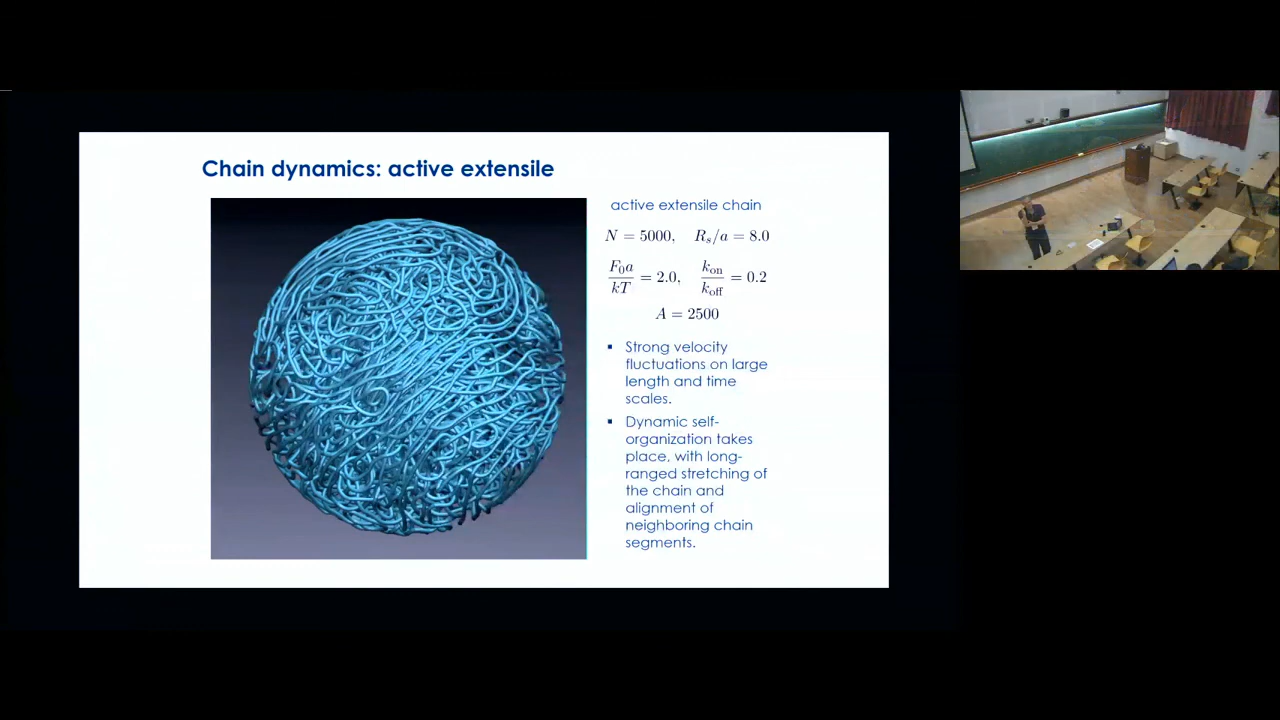 Chain dynamics: active extensile
active extensile chain
N = 5000, R_s/a = 8.0
F_0 a / kT = 2.0, k_on / k_off = 0.2
A = 2500
▪ Strong velocity
fluctuations on large
length and time
scales.
▪ Dynamic self-
organization takes
place, with long-
ranged stretching of
the chain and
alignment of
neighboring chain
segments.